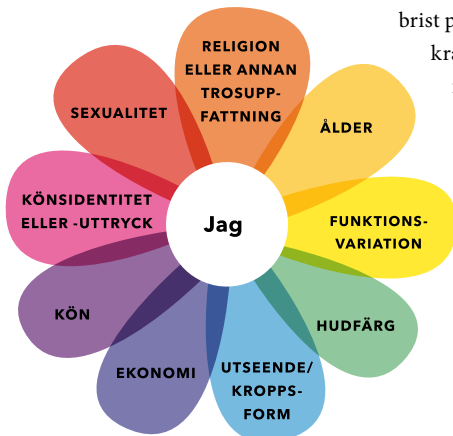 brist p
kra
RELIGION
ELLER ANNAN
TROSUPP-
FATTNING
ÅLDER
FUNKTIONS-
VARIATION
HUDFÄRG
UTSEENDE/
KROPPS-
FORM
EKONOMI
KÖN
KÖNSIDENTITET
ELLER -UTTRYCK
SEXUALITET
Jag